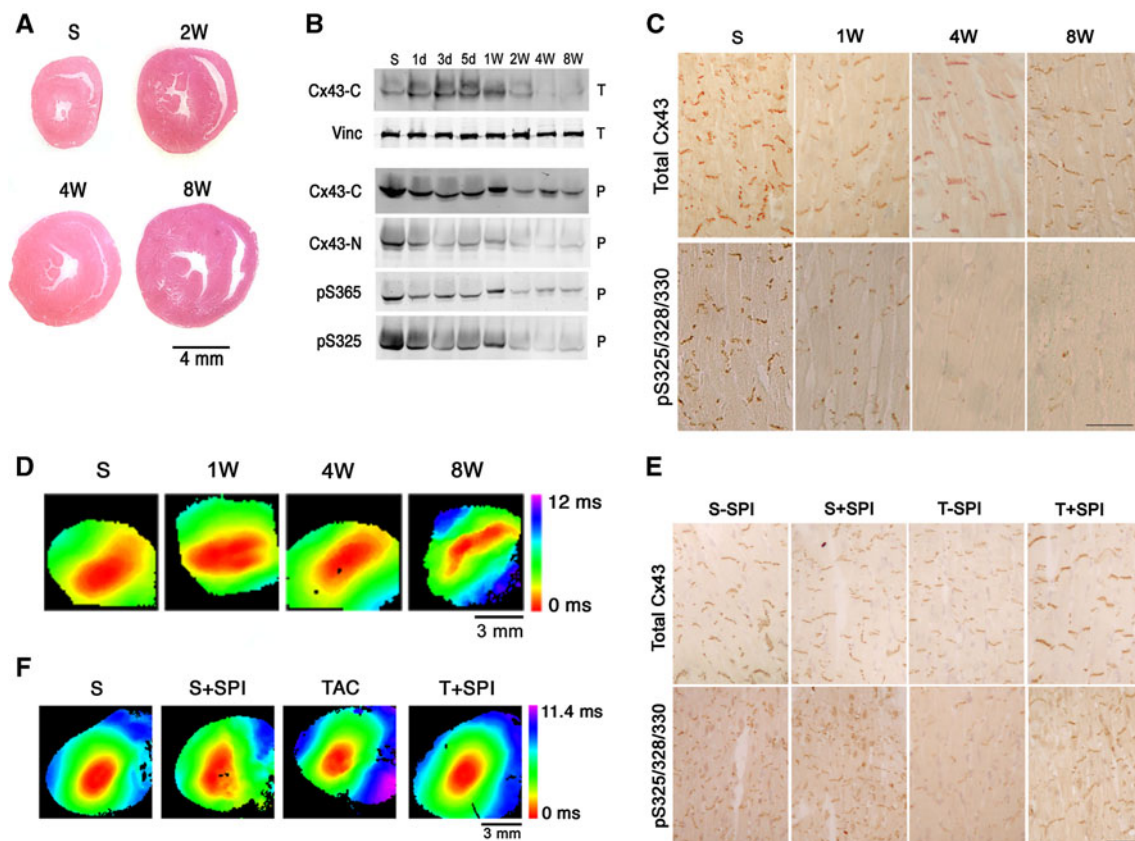 A
S
2W
4W
8W
4 mm
B
S 1d 3d 5d 1W 2W 4W 8W
Cx43-C T
Vinc T
Cx43-C P
Cx43-N P
pS365 P
pS325 P
C
S 1W 4W 8W
Total Cx43
pS325/328/330
D
S 1W 4W 8W
12 ms
0 ms
3 mm
E
S-SPI S+SPI T-SPI T+SPI
Total Cx43
pS325/328/330
F
S S+SPI TAC T+SPI
11.4 ms
0 ms
3 mm